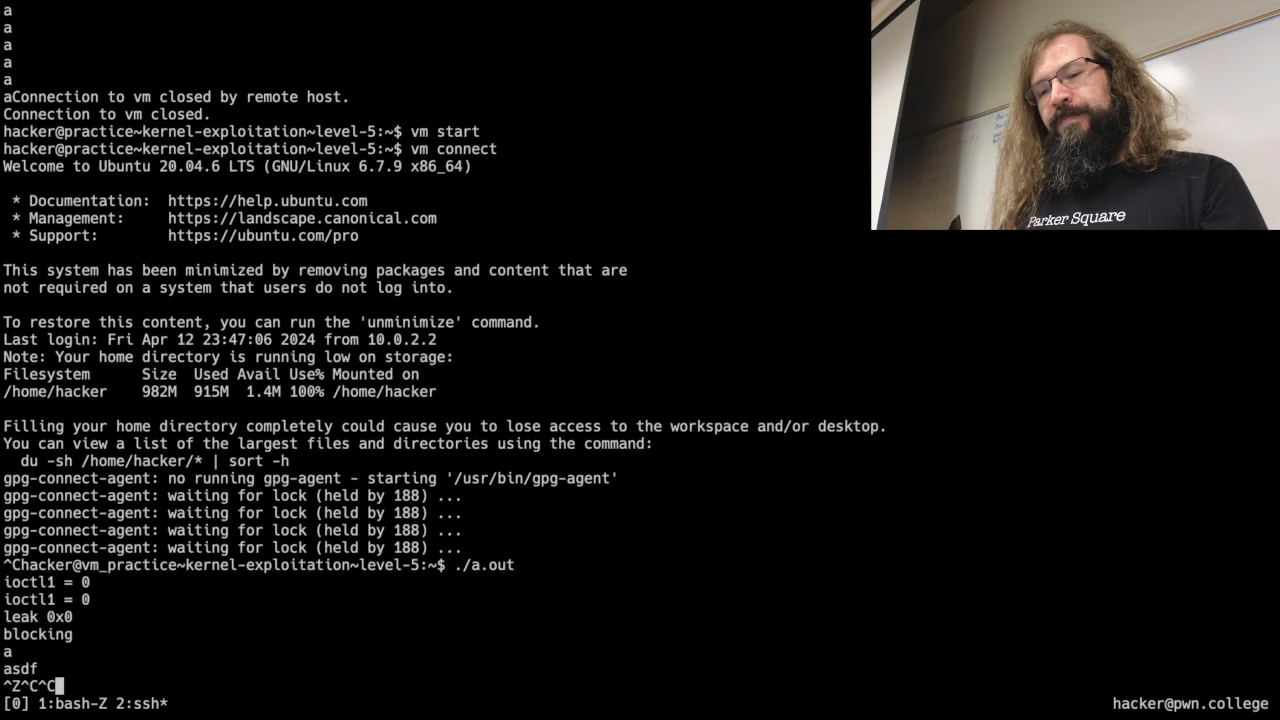 a
a
a
a
a
aConnection to vm closed by remote host.
Connection to vm closed.
hacker@practice~kernel-exploitation~level-5:~$ vm start
hacker@practice~kernel-exploitation~level-5:~$ vm connect
Welcome to Ubuntu 20.04.6 LTS (GNU/Linux 6.7.9 x86_64)
* Documentation:  https://help.ubuntu.com
* Management:     https://landscape.canonical.com
* Support:        https://ubuntu.com/pro
This system has been minimized by removing packages and content that are
not required on a system that users do not log into.
To restore this content, you can run the 'unminimize' command.
Last login: Fri Apr 12 23:47:06 2024 from 10.0.2.2
Note: Your home directory is running low on storage:
Filesystem      Size  Used Avail Use% Mounted on
/home/hacker    982M  915M  1.4M 100% /home/hacker
Filling your home directory completely could cause you to lose access to the workspace and/or desktop.
You can view a list of the largest files and directories using the command:
du -sh /home/hacker/* | sort -h
gpg-connect-agent: no running gpg-agent - starting '/usr/bin/gpg-agent'
gpg-connect-agent: waiting for lock (held by 188) ...
gpg-connect-agent: waiting for lock (held by 188) ...
gpg-connect-agent: waiting for lock (held by 188) ...
gpg-connect-agent: waiting for lock (held by 188) ...
^Chacker@vm_practice~kernel-exploitation~level-5:~$ ./a.out
ioctl1 = 0
ioctl1 = 0
leak 0x0
blocking
a
asdf
^Z^C^C
[0] 1:bash-Z 2:ssh*
hacker@pwn.college
Parker Square